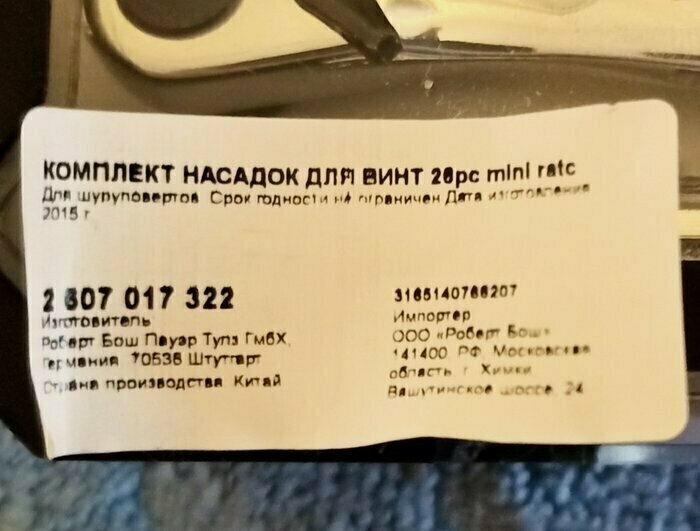 КОМПЛЕКТ НАСАДОК ДЛЯ ВИНТ 26pc mini ratc
Для шуруповертов Срок годности не ограничен Дата изготовления
2015 г
2 607 017 322
Изготовитель
Роберт Бош Пауэр Тулз ГмбХ,
Германия 70538 Штутгарт
Страна производства Китай
3165140766207
Импортер
ООО «Роберт Бош»
141400 РФ Московская
область г Химки
Вашутинское шоссе, 24